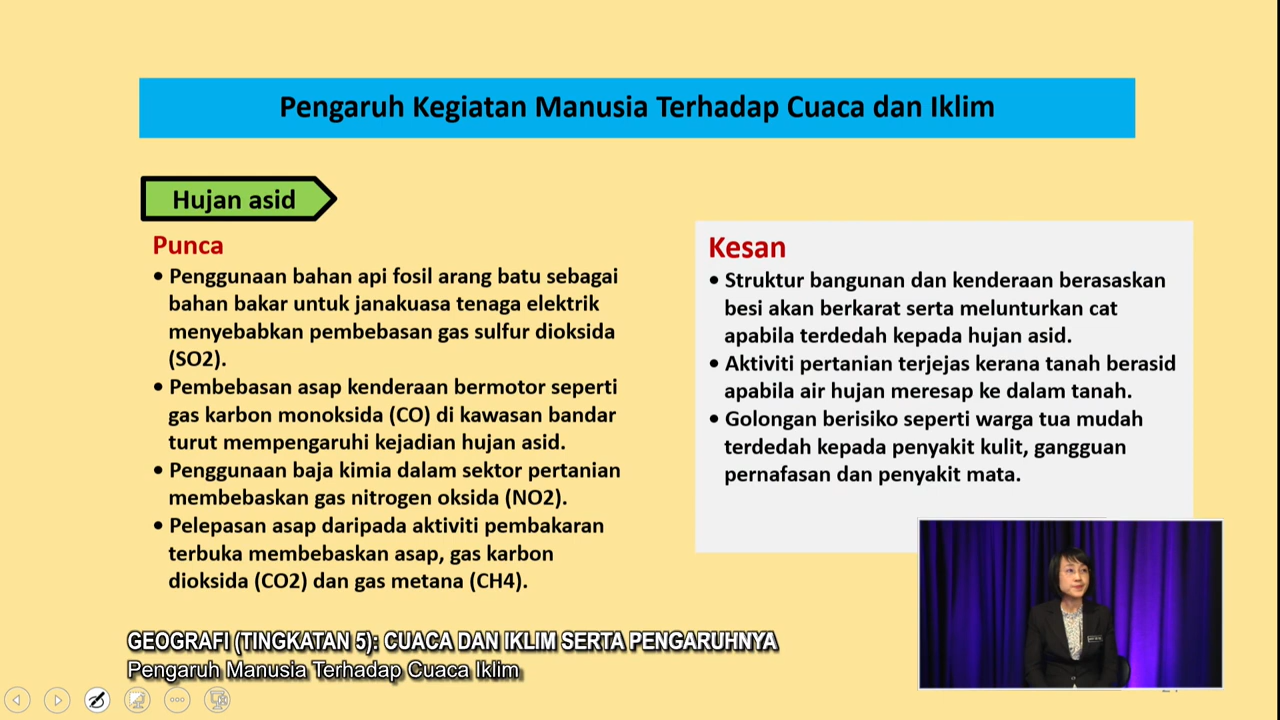 Pengaruh Kegiatan Manusia Terhadap Cuaca dan Iklim
Hujan asid
Punca
• Penggunaan bahan api fosil arang batu sebagai
bahan bakar untuk janakuasa tenaga elektrik
menyebabkan pembebasan gas sulfur dioksida
(SO2).
• Pembebasan asap kenderaan bermotor seperti
gas karbon monoksida (CO) di kawasan bandar
turut mempengaruhi kejadian hujan asid.
• Penggunaan baja kimia dalam sektor pertanian
membebaskan gas nitrogen oksida (NO2).
• Pelepasan asap daripada aktiviti pembakaran
terbuka membebaskan asap, gas karbon
dioksida (CO2) dan gas metana (CH4).
Kesan
• Struktur bangunan dan kenderaan berasaskan
besi akan berkarat serta melunturkan cat
apabila terdedah kepada hujan asid.
• Aktiviti pertanian terjejas kerana tanah berasid
apabila air hujan meresap ke dalam tanah.
• Golongan berisiko seperti warga tua mudah
terdedah kepada penyakit kulit, gangguan
pernafasan dan penyakit mata.
GEOGRAFI (TINGKATAN 5): CUACA DAN IKLIM SERTA PENGARUHNYA
Pengaruh Manusia Terhadap Cuaca Iklim